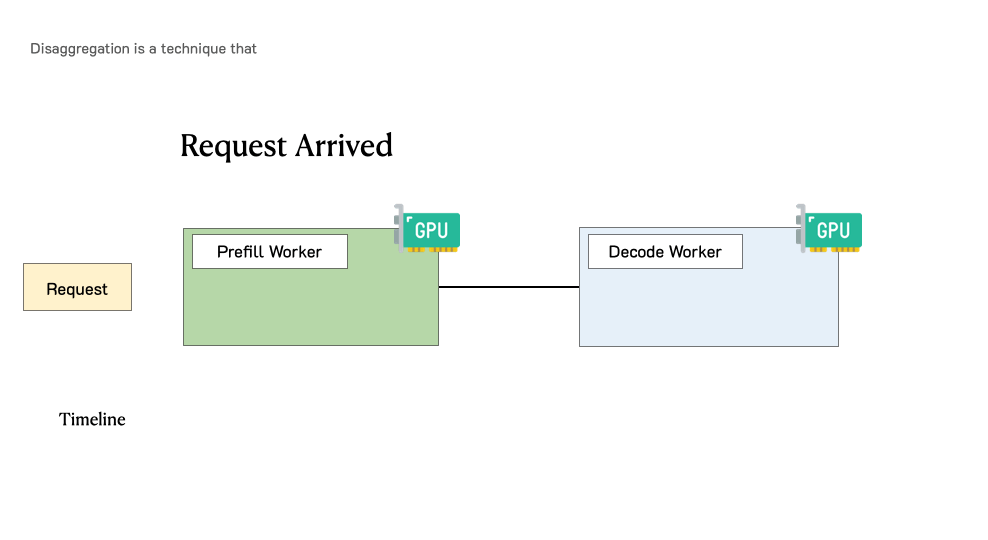 Disaggregation is a technique that
Request Arrived
GPU
GPU
Prefill Worker
Decode Worker
Request
Timeline